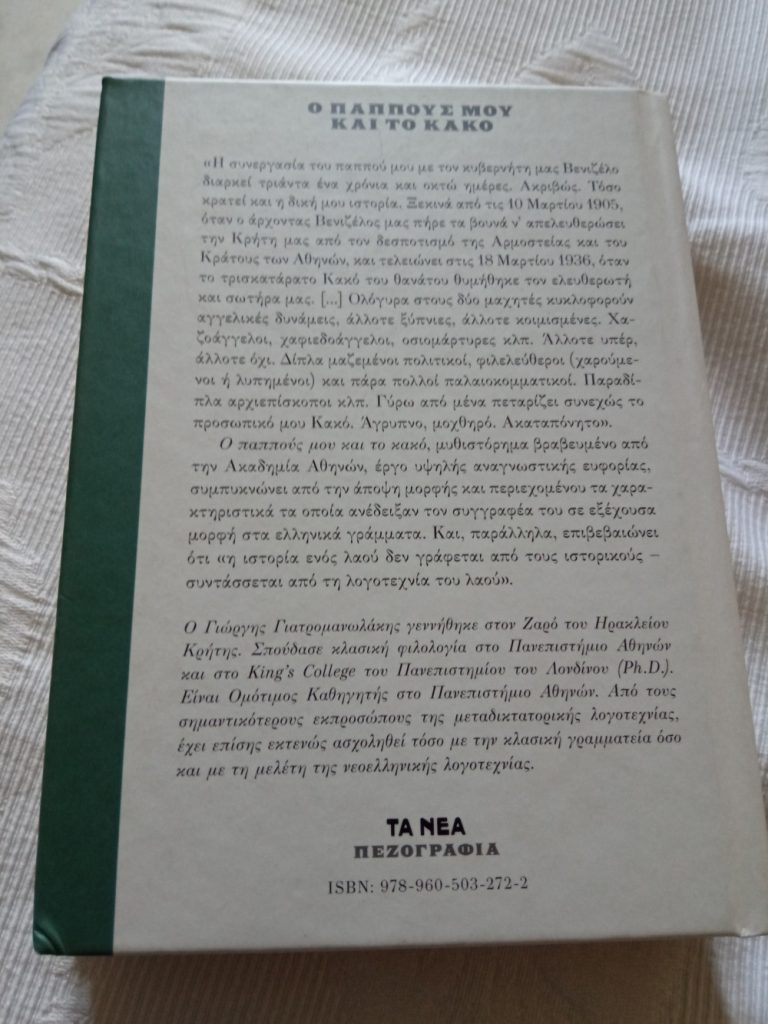 Ο ΠΑΠΠΟΥΣ ΜΟΥ
ΚΑΙ ΤΟ ΚΑΚΟ
«Η συνεργασία του παππού μου με τον κυβερνήτη μας Βενιζέλο
διαρκεί τριάντα ένα χρόνια και οκτώ ημέρες. Ακριβώς. Τόσο
κρατεί και η δική μου ιστορία. Ξεκινά από τις 10 Μαρτίου 1905,
όταν ο άρχοντας Βενιζέλος μας πήρε τα βουνά ν' απελευθερώσει
την Κρήτη μας από τον δεσποτισμό της Αρμοστείας και του
Κράτους των Αθηνών, και τελειώνει στις 18 Μαρτίου 1936, όταν
το τρισκατάρατο Κακό του θανάτου θυμήθηκε τον ελευθερωτή
και σωτήρα μας. [...] Ολόγυρα στους δύο μαχητές κυκλοφορούν
αγγελικές δυνάμεις, άλλοτε ξύπνιες, άλλοτε κοιμισμένες. Χα-
ζοάγγελοι, χαφιεδοάγγελοι, οσιομάρτυρες κλπ. Άλλοτε υπέρ,
άλλοτε όχι. Δίπλα μαζεμένοι πολιτικοί, φιλελεύθεροι (χαρούμε-
νοι ή λυπημένοι) και πάρα πολλοί παλαιοκομματικοί. Παραδί-
πλα αρχιεπίσκοποι κλπ. Γύρω από μένα πεταρίζει συνεχώς το
προσωπικό μου Κακό. Άγρυπνο, μοχθηρό. Ακαταπόνητο».
Ο παππούς μου και το κακό, μυθιστόρημα βραβευμένο από
την Ακαδημία Αθηνών, έργο υψηλής αναγνωστικής ευφορίας,
συμπυκνώνει από την άποψη μορφής και περιεχομένου τα χαρα-
κτηριστικά τα οποία ανέδειξαν τον συγγραφέα του σε εξέχουσα
μορφή στα ελληνικά γράμματα. Και, παράλληλα, επιβεβαιώνει
ότι «η ιστορία ενός λαού δεν γράφεται από τους ιστορικούς –
συντάσσεται από τη λογοτεχνία του λαού».
Ο Γιώργης Γιατρομανωλάκης γεννήθηκε στον Ζαρό του Ηρακλείου
Κρήτης. Σπούδασε κλασική φιλολογία στο Πανεπιστήμιο Αθηνών
και στο King's College του Πανεπιστημίου του Λονδίνου (Ph.D.).
Είναι Ομότιμος Καθηγητής στο Πανεπιστήμιο Αθηνών. Από τους
σημαντικότερους εκπροσώπους της μεταδικτατορικής λογοτεχνίας,
έχει επίσης εκτενώς ασχοληθεί τόσο με την κλασική γραμματεία όσο
και με τη μελέτη της νεοελληνικής λογοτεχνίας.
ΤΑ ΝΕΑ
ΠΕΖΟΓΡΑΦΙΑ
ISBN: 978-960-503-272-2